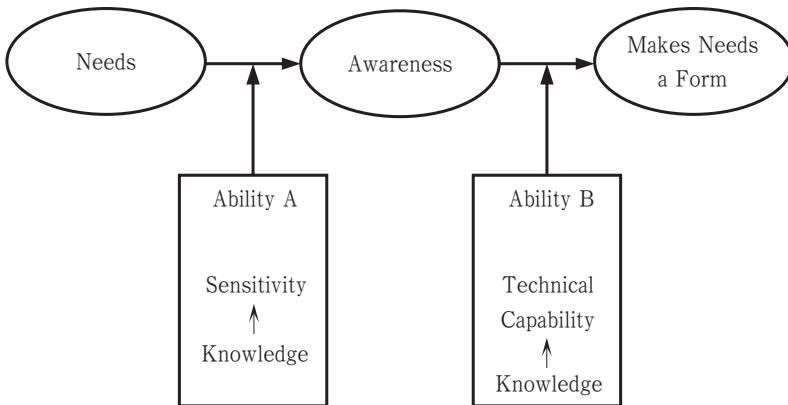 Needs
Awareness
Makes Needs
a Form
Ability A
Sensitivity
Knowledge
Ability B
Technical
Capability
Knowledge